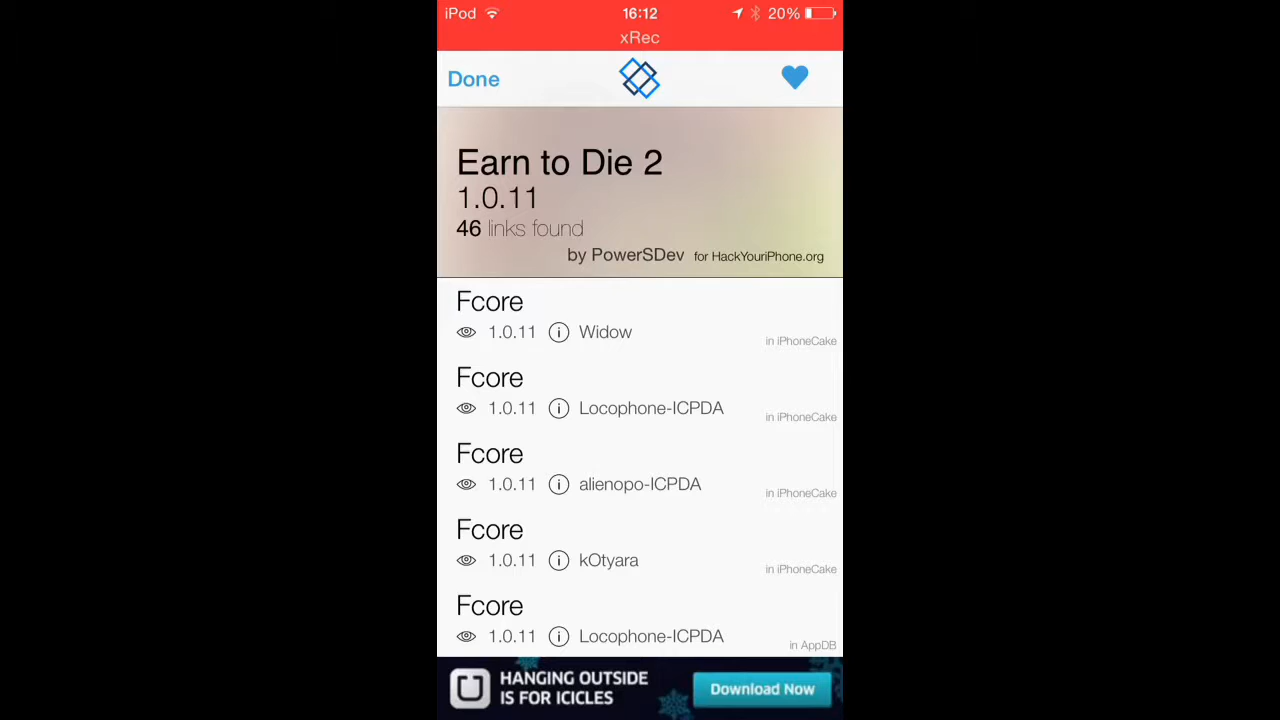 iPod 16:12 20%
xRec
Done
Earn to Die 2
1.0.11
46 links found
by PowerSDev for HackYouriPhone.org
Fcore
1.0.11 i Widow
in iPhoneCake
Fcore
1.0.11 i Locophone-ICPDA
in iPhoneCake
Fcore
1.0.11 i alienopo-ICPDA
in iPhoneCake
Fcore
1.0.11 i kOtyara
in iPhoneCake
Fcore
1.0.11 i Locophone-ICPDA
in AppDB
HANGING OUTSIDE
IS FOR ICICLES
Download Now